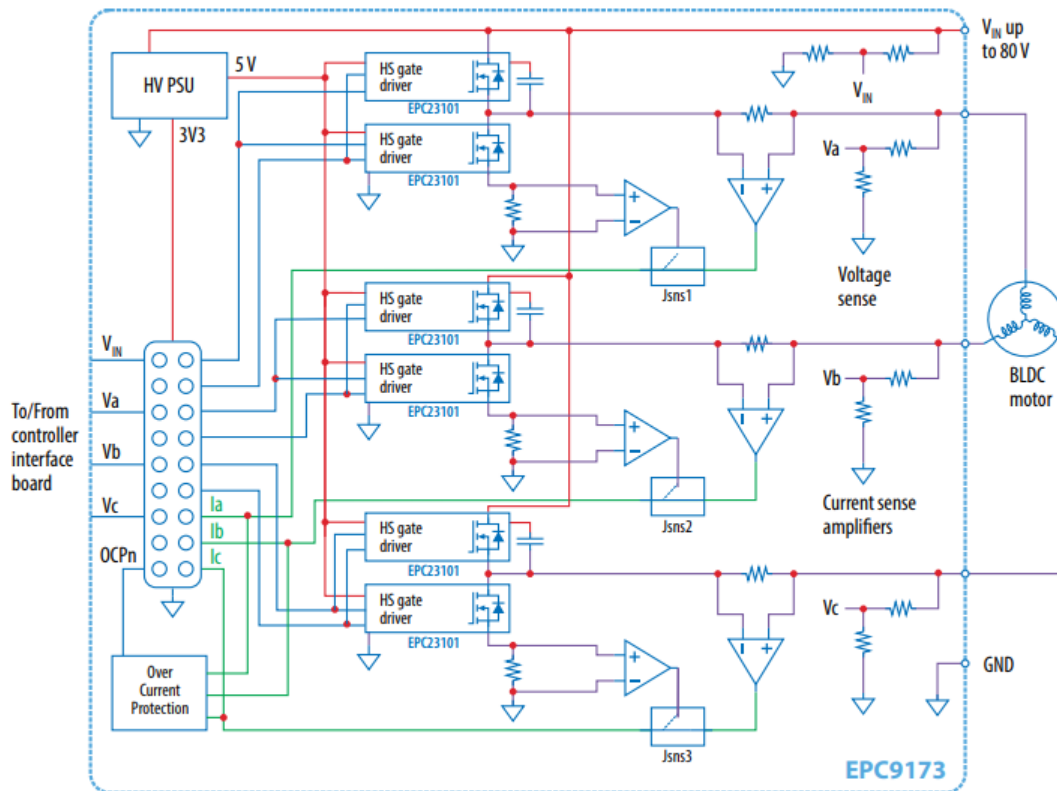 HV PSU
5 V
3V3
HS gate
driver
EPC23101
HS gate
driver
EPC23101
V_IN up
to 80 V
V_IN
Va
Voltage
sense
Jsns1
HS gate
driver
HS gate
driver
EPC23101
Vb
Current sense
amplifiers
Jsns2
BLDC
motor
To/From
controller
interface
board
V_IN
Va
Vb
Vc
OCPn
Ia
Ib
Ic
HS gate
driver
HS gate
driver
EPC23101
Vc
Jsns3
GND
Over
Current
Protection
EPC9173